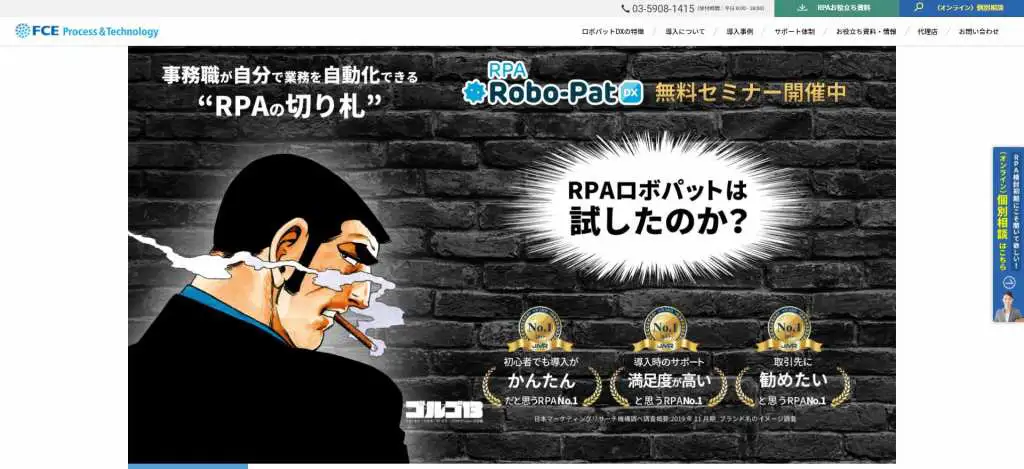 03-5908-1415 (受付時間:平日 9:00 - 18:00)
RPAお役立ち資料
(オンライン)個別相談
FCE Process & Technology
ロボパットDXの特徴
導入について
導入事例
サポート体制
お役立ち資料・情報
代理店
お問い合わせ
事務職が自分で業務を自動化できる
“RPAの切り札”
RPA
Robo-Pat DX
無料セミナー開催中
RPAロボパットは
試したのか?
No.1
JMR
初心者でも導入が
かんたん
だと思うRPA No.1
No.1
JMR
導入時のサポート
満足度が高い
と思うRPA No.1
No.1
JMR
取引先に
勧めたい
と思うRPA No.1
日本マーケティングリサーチ機構調べ 調査概要:2019年11月期_ブランド名のイメージ調査
ゴルゴ13
RPA検討初期にこそ聞いて欲しい!
(オンライン)個別相談はこちら